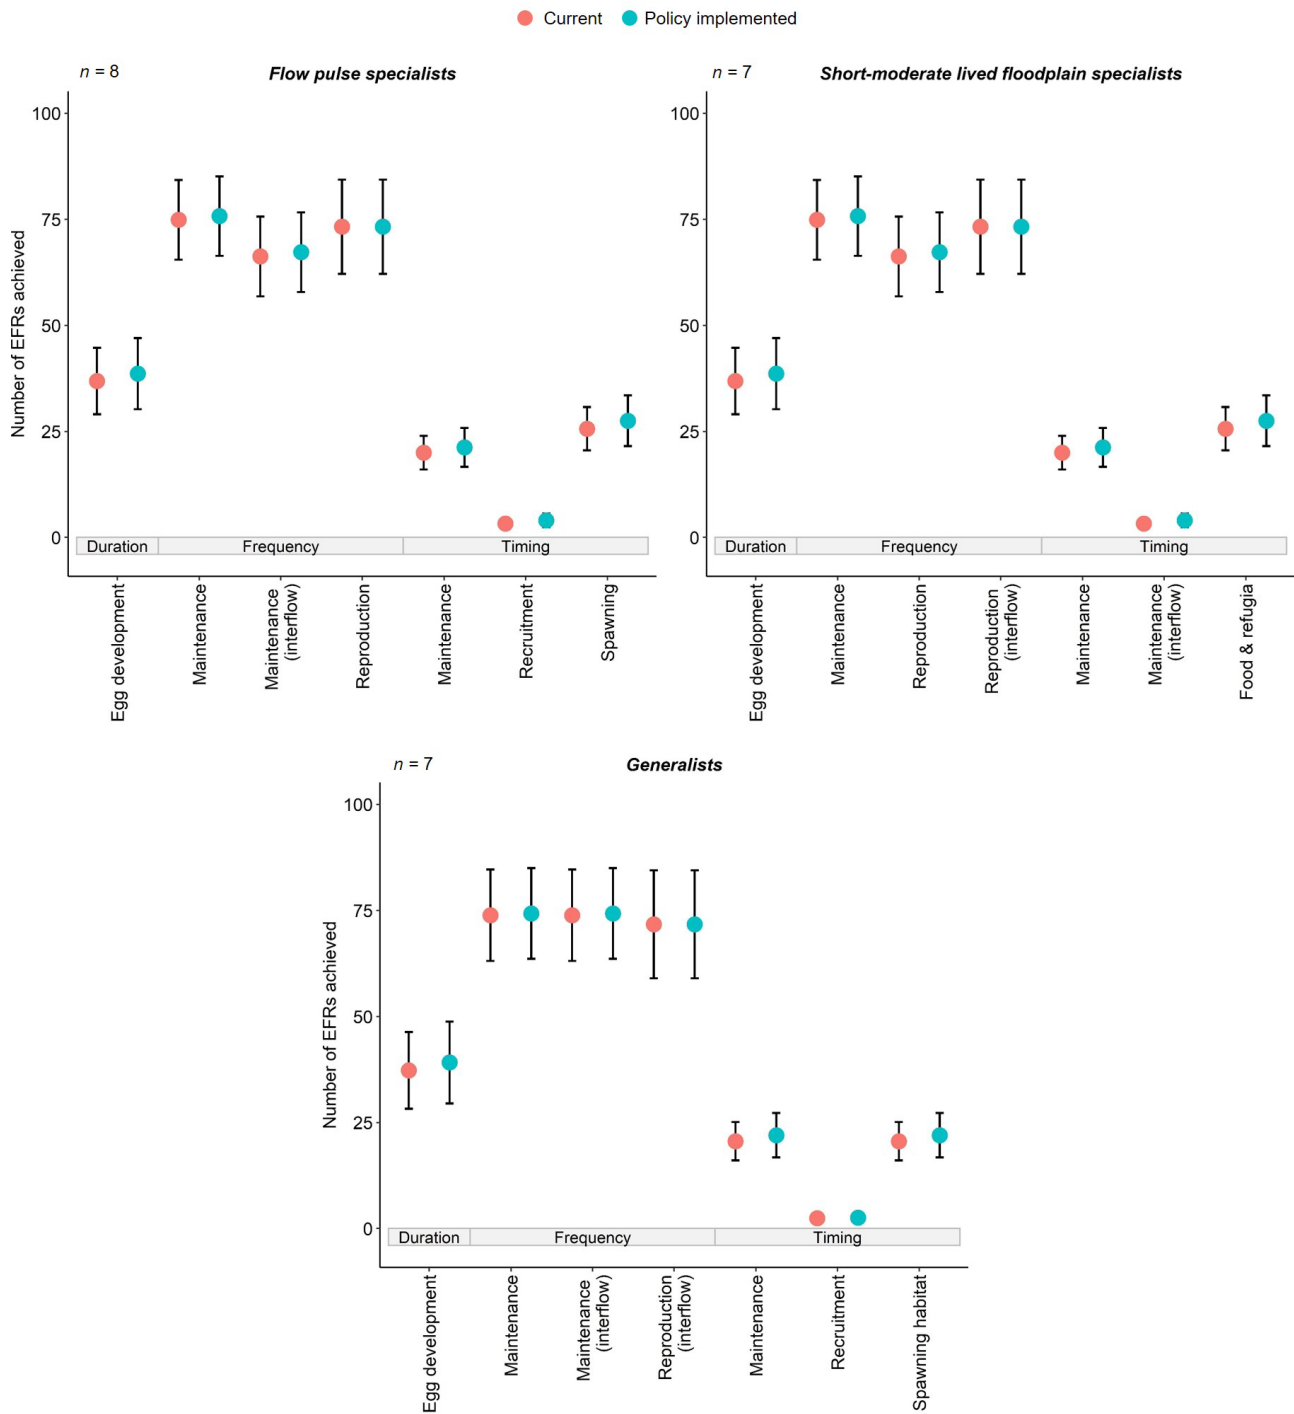 Current Policy implemented
n = 8 Flow pulse specialists
Number of EFRs achieved
100
75
50
25
0
Duration Frequency Timing
Egg development
Maintenance
Maintenance
(interflow)
Reproduction
Maintenance
Recruitment
Spawning
n = 7 Short-moderate lived floodplain specialists
100
75
50
25
0
Duration Frequency Timing
Egg development
Maintenance
Reproduction
Reproduction
(interflow)
Maintenance
Maintenance
(interflow)
Food & refugia
n = 7 Generalists
Number of EFRs achieved
100
75
50
25
0
Duration Frequency Timing
Egg development
Maintenance
Maintenance
(interflow)
Reproduction
(interflow)
Maintenance
Recruitment
Spawning habitat